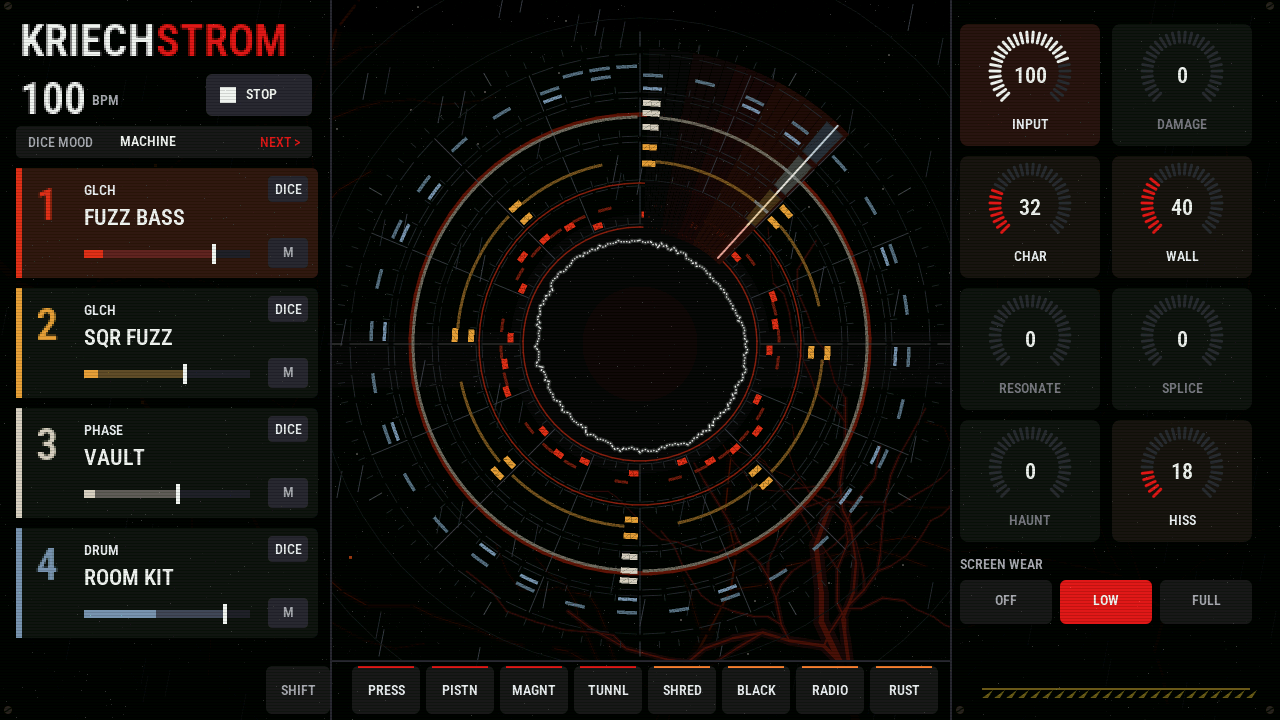 KRIECHSTROM
100 BPM
STOP
DICE MOOD MACHINE NEXT >
1 GLCH DICE
FUZZ BASS
M
2 GLCH DICE
SQR FUZZ
M
3 PHASE DICE
VAULT
M
4 DRUM DICE
ROOM KIT
M
SHIFT
PRESS PISTN MAGNT TUNNL SHRED BLACK RADIO RUST
100 0
INPUT DAMAGE
32 40
CHAR WALL
0 0
RESONATE SPLICE
0 18
HAUNT HISS
SCREEN WEAR
OFF LOW FULL